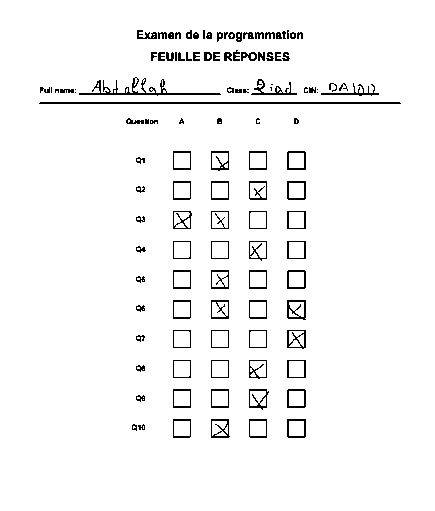 Examen de la programmation
FEUILLE DE RÉPONSES
Full name: Abdallah Class: Riad CIN: DA100
Question A B C D
Q1
Q2
Q3
Q4
Q5
Q6
Q7
Q8
Q9
Q10